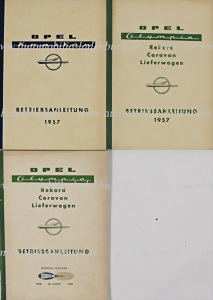 OPEL
BETRIEBSANLEITUNG
1957
OPEL
Olympia
Rekord
Caravan
Lieferwagen
BETRIEBSANLEITUNG
1957
OPEL
Olympia
Rekord
Caravan
Lieferwagen
BETRIEBSANLEITUNG